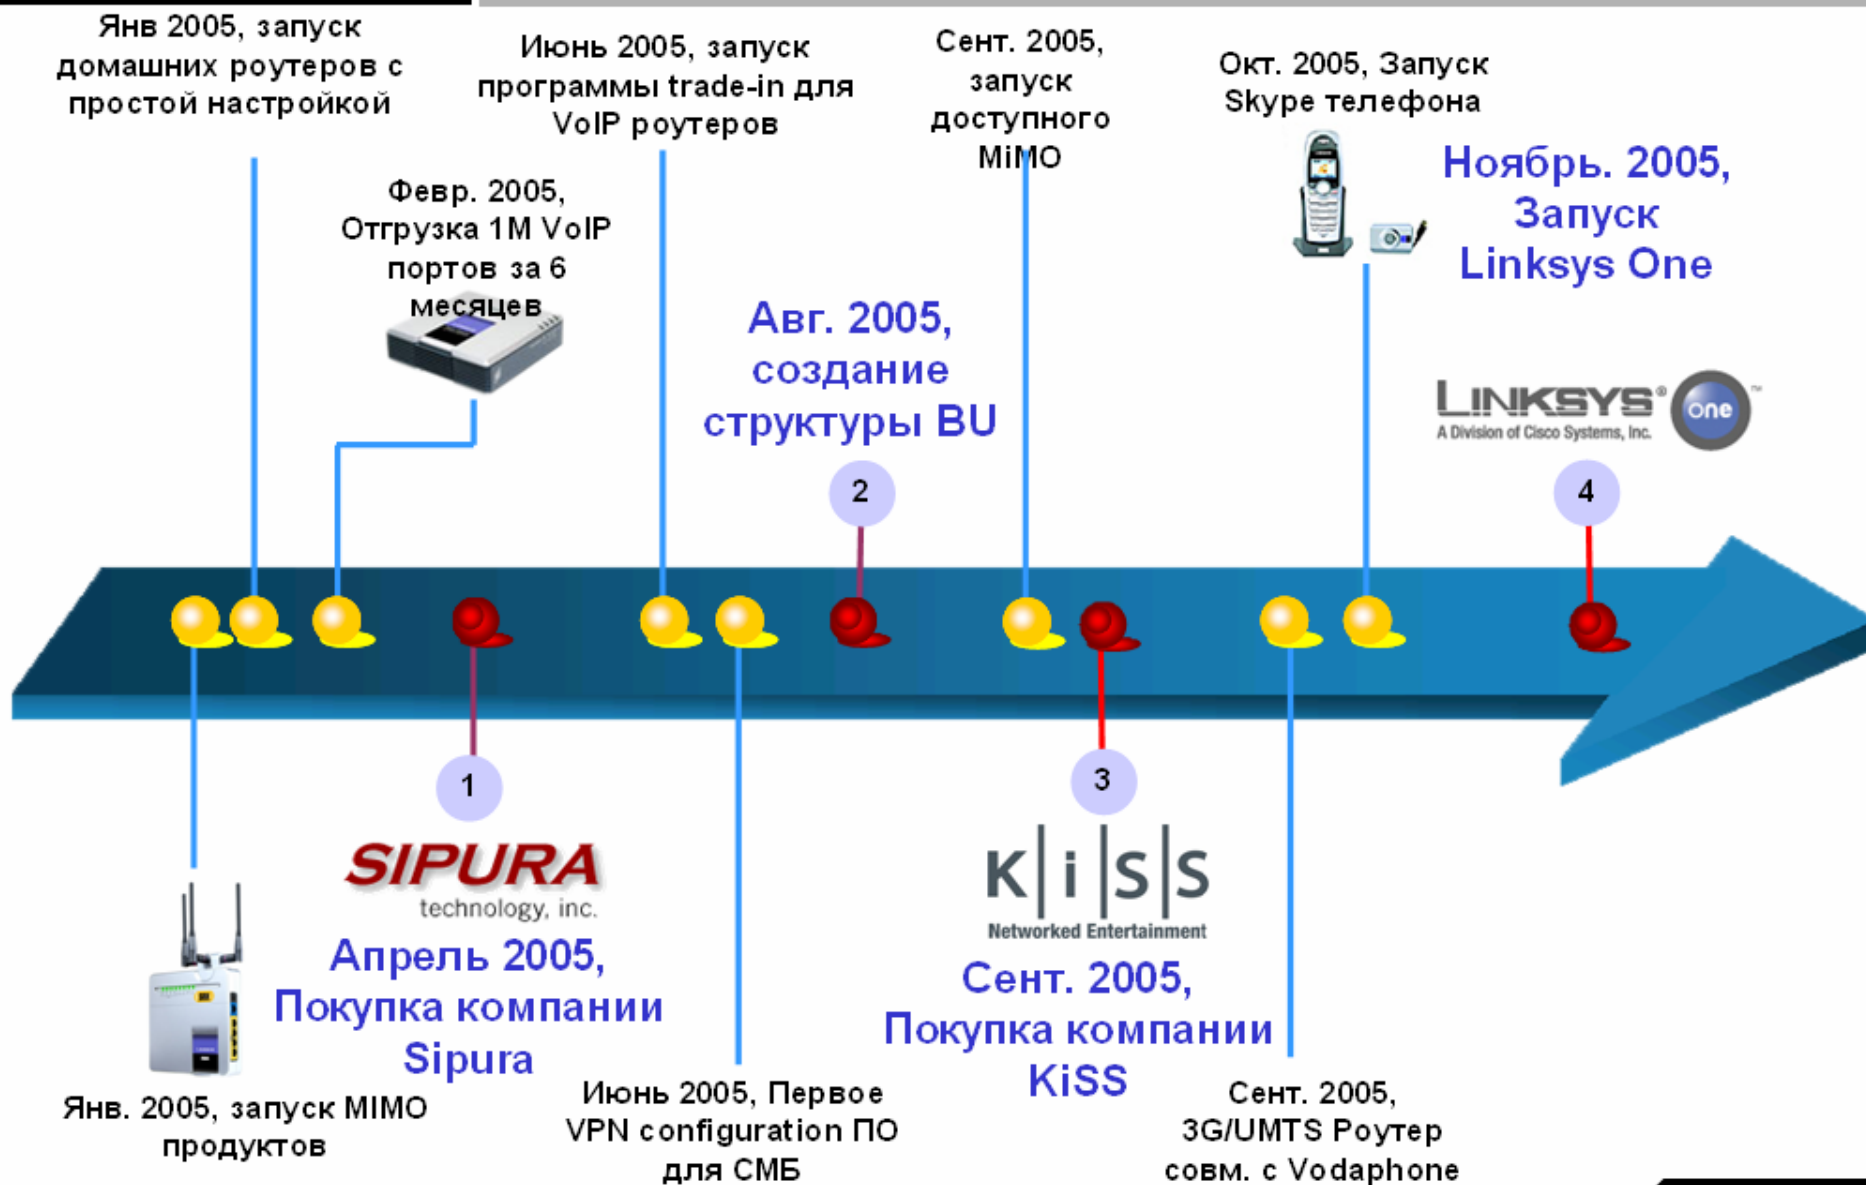 Янв 2005, запуск
домашних роутеров с
простой настройкой
Июнь 2005, запуск
программы trade-in для
VoIP роутеров
Сент. 2005,
запуск
доступного
MiMO
Окт. 2005, Запуск
Skype телефона
Ноябрь. 2005,
Запуск
Linksys One
Февр. 2005,
Отгрузка 1М VoIP
портов за 6
месяцев
Авг. 2005,
создание
структуры BU
LINKSYS® one ™
A Division of Cisco Systems, Inc.
2
4
1
3
SIPURA
technology, inc.
Апрель 2005,
Покупка компании
Sipura
KiSS
Networked Entertainment
Сент. 2005,
Покупка компании
KiSS
Янв. 2005, запуск MIMO
продуктов
Июнь 2005, Первое
VPN configuration ПО
для СМБ
Сент. 2005,
3G/UMTS Роутер
совм. с Vodaphone